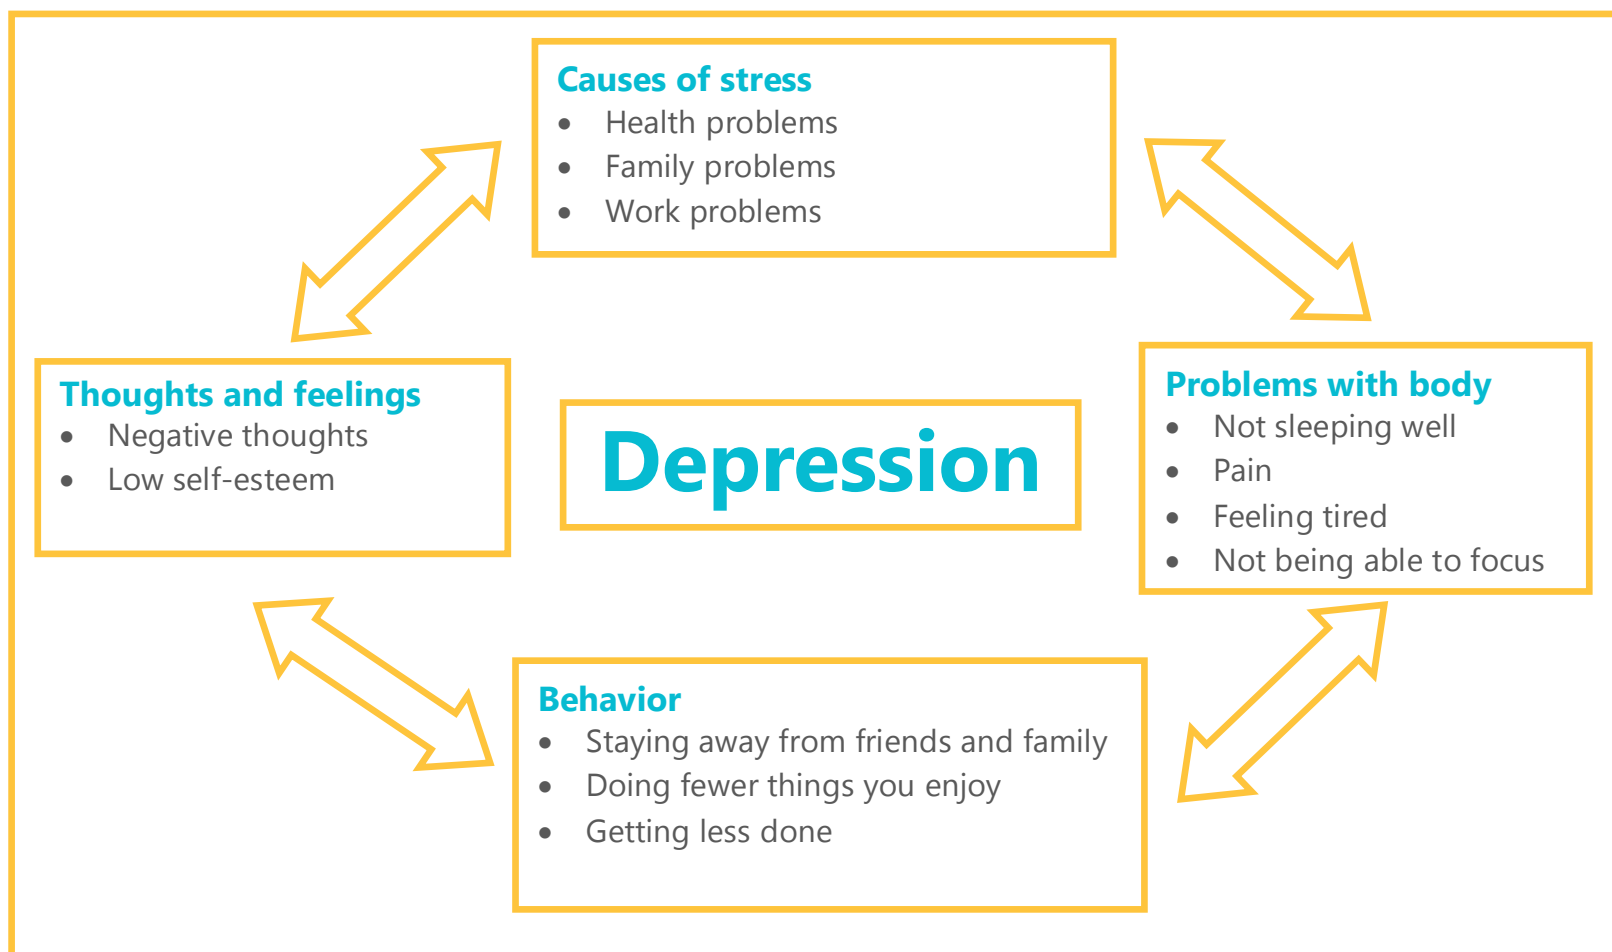 Causes of stress
• Health problems
• Family problems
• Work problems
Thoughts and feelings
• Negative thoughts
• Low self-esteem
Depression
Problems with body
• Not sleeping well
• Pain
• Feeling tired
• Not being able to focus
Behavior
• Staying away from friends and family
• Doing fewer things you enjoy
• Getting less done